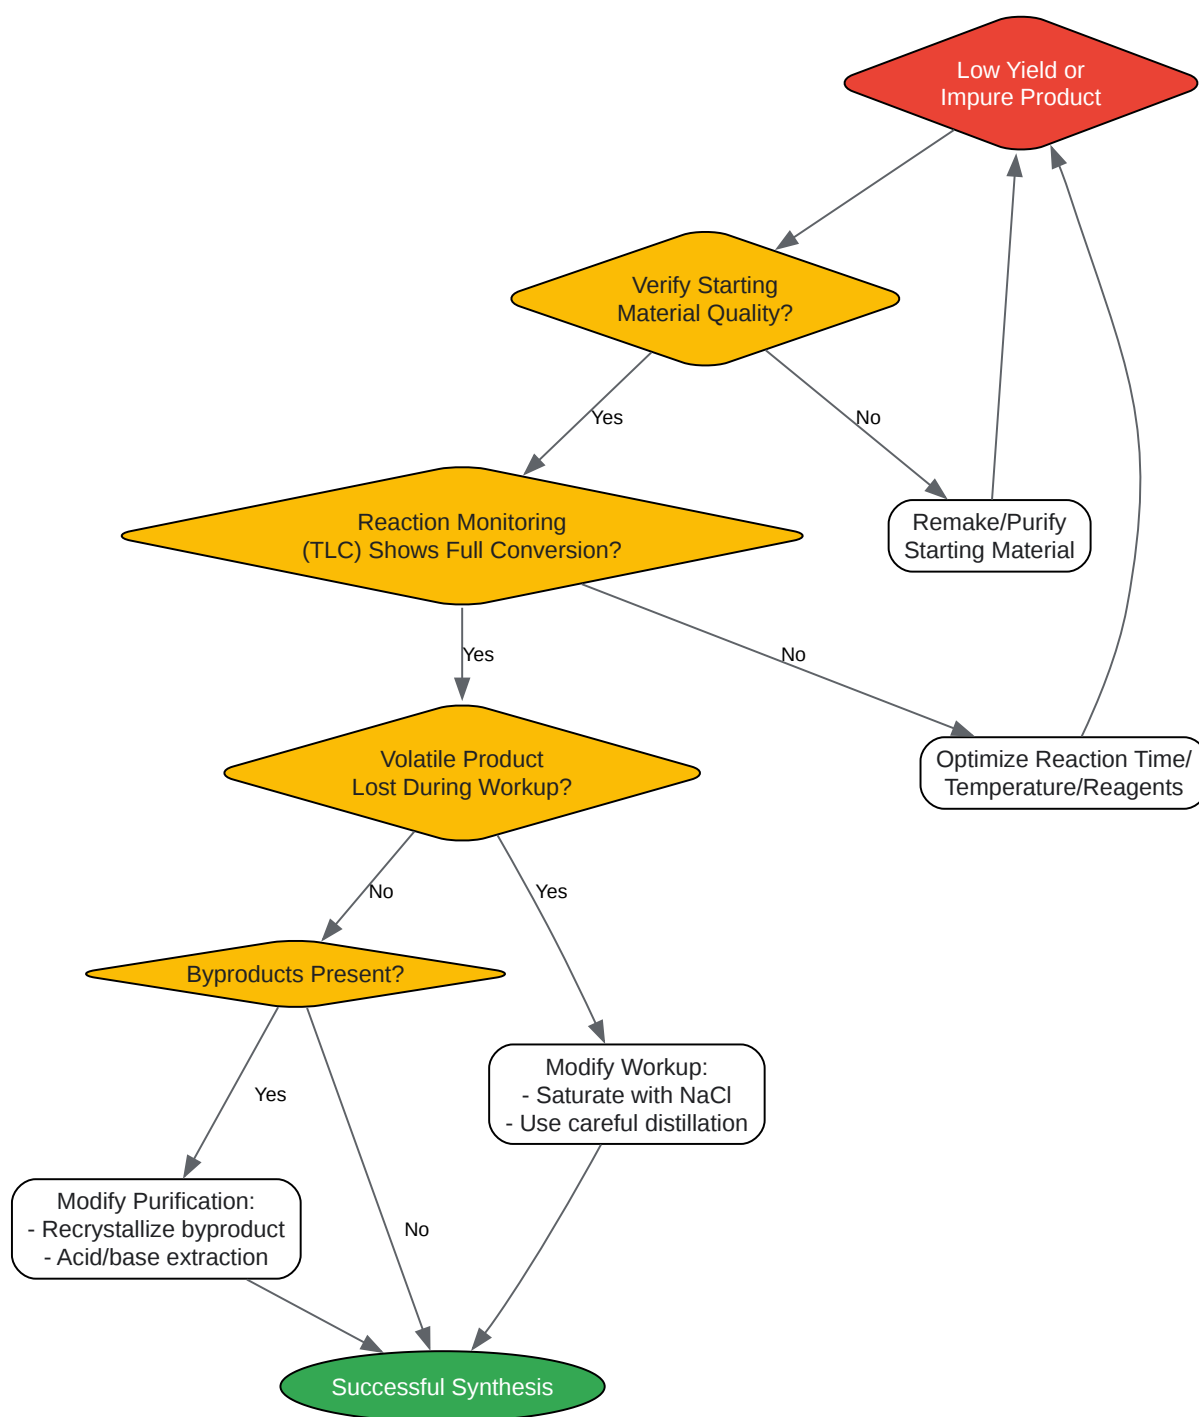 Low Yield or
Impure Product
Verify Starting
Material Quality?
Yes
No
Reaction Monitoring
(TLC) Shows Full Conversion?
Remake/Purify
Starting Material
Yes
No
Volatile Product
Lost During Workup?
Optimize Reaction Time/
Temperature/Reagents
No
Yes
Byproducts Present?
Yes
Modify Workup:
- Saturate with NaCl
- Use careful distillation
Modify Purification:
- Recrystallize byproduct
- Acid/base extraction
No
Successful Synthesis